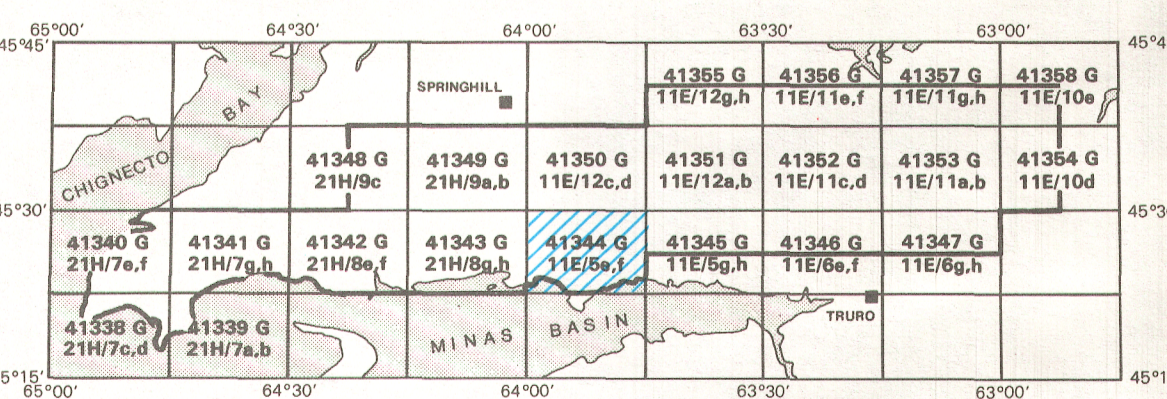 65°00′ 64°30′ 64°00′ 63°30′ 63°00′
45°45′ 45°4
SPRINGHILL
41355 G 41356 G 41357 G 41358 G
11E/12g,h 11E/11e,f 11E/11g,h 11E/10e
CHIGNECTO BAY
41348 G 41349 G 41350 G 41351 G 41352 G 41353 G 41354 G
21H/9c 21H/9a,b 11E/12c,d 11E/12a,b 11E/11c,d 11E/11a,b 11E/10d
45°30′ 45°3
41340 G 41341 G 41342 G 41343 G 41344 G 41345 G 41346 G 41347 G
21H/7e,f 21H/7g,h 21H/8e,f 21H/8g,h 11E/5e,f 11E/5g,h 11E/6e,f 11E/6g,h
41338 G 41339 G
21H/7c,d 21H/7a,b
MINAS BASIN
TRURO
5°15′ 45°1
65°00′ 64°30′ 64°00′ 63°30′ 63°00′